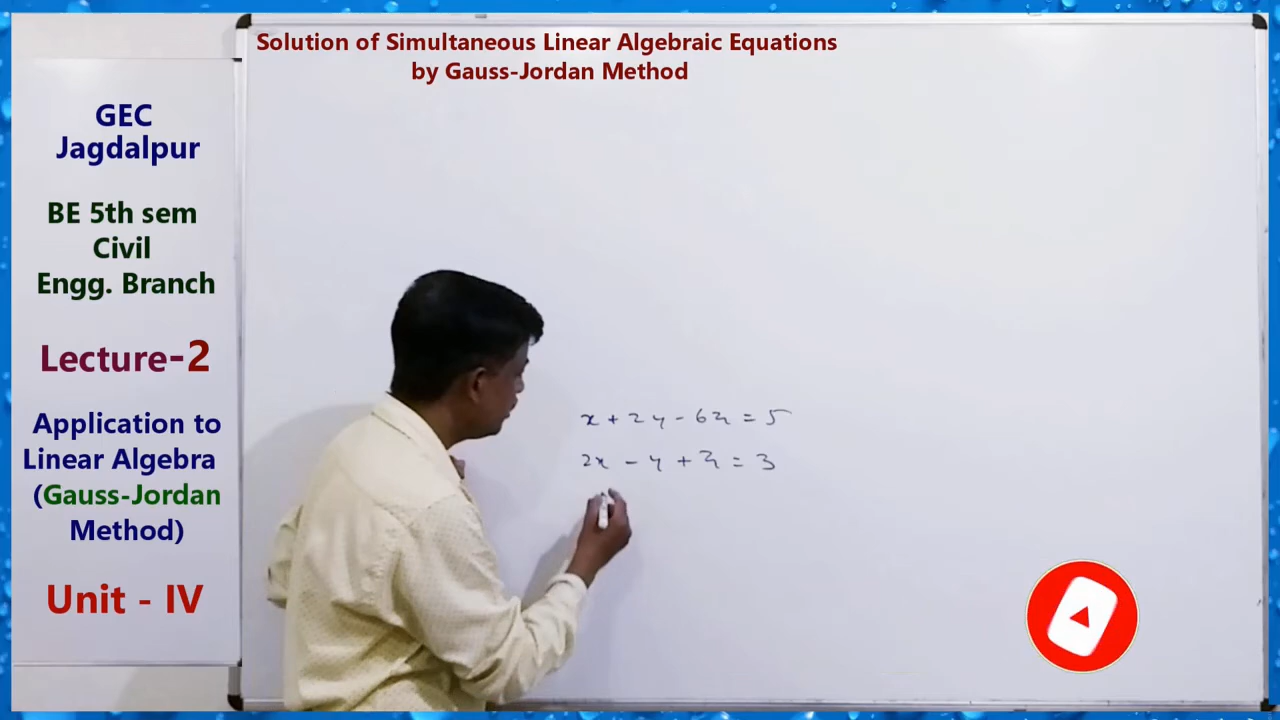 Solution of Simultaneous Linear Algebraic Equations
by Gauss-Jordan Method
GEC
Jagdalpur
BE 5th sem
Civil
Engg. Branch
Lecture-2
Application to
Linear Algebra
(Gauss-Jordan
Method)
Unit - IV
x + 2y - 6z = 5
2x - y + z = 3